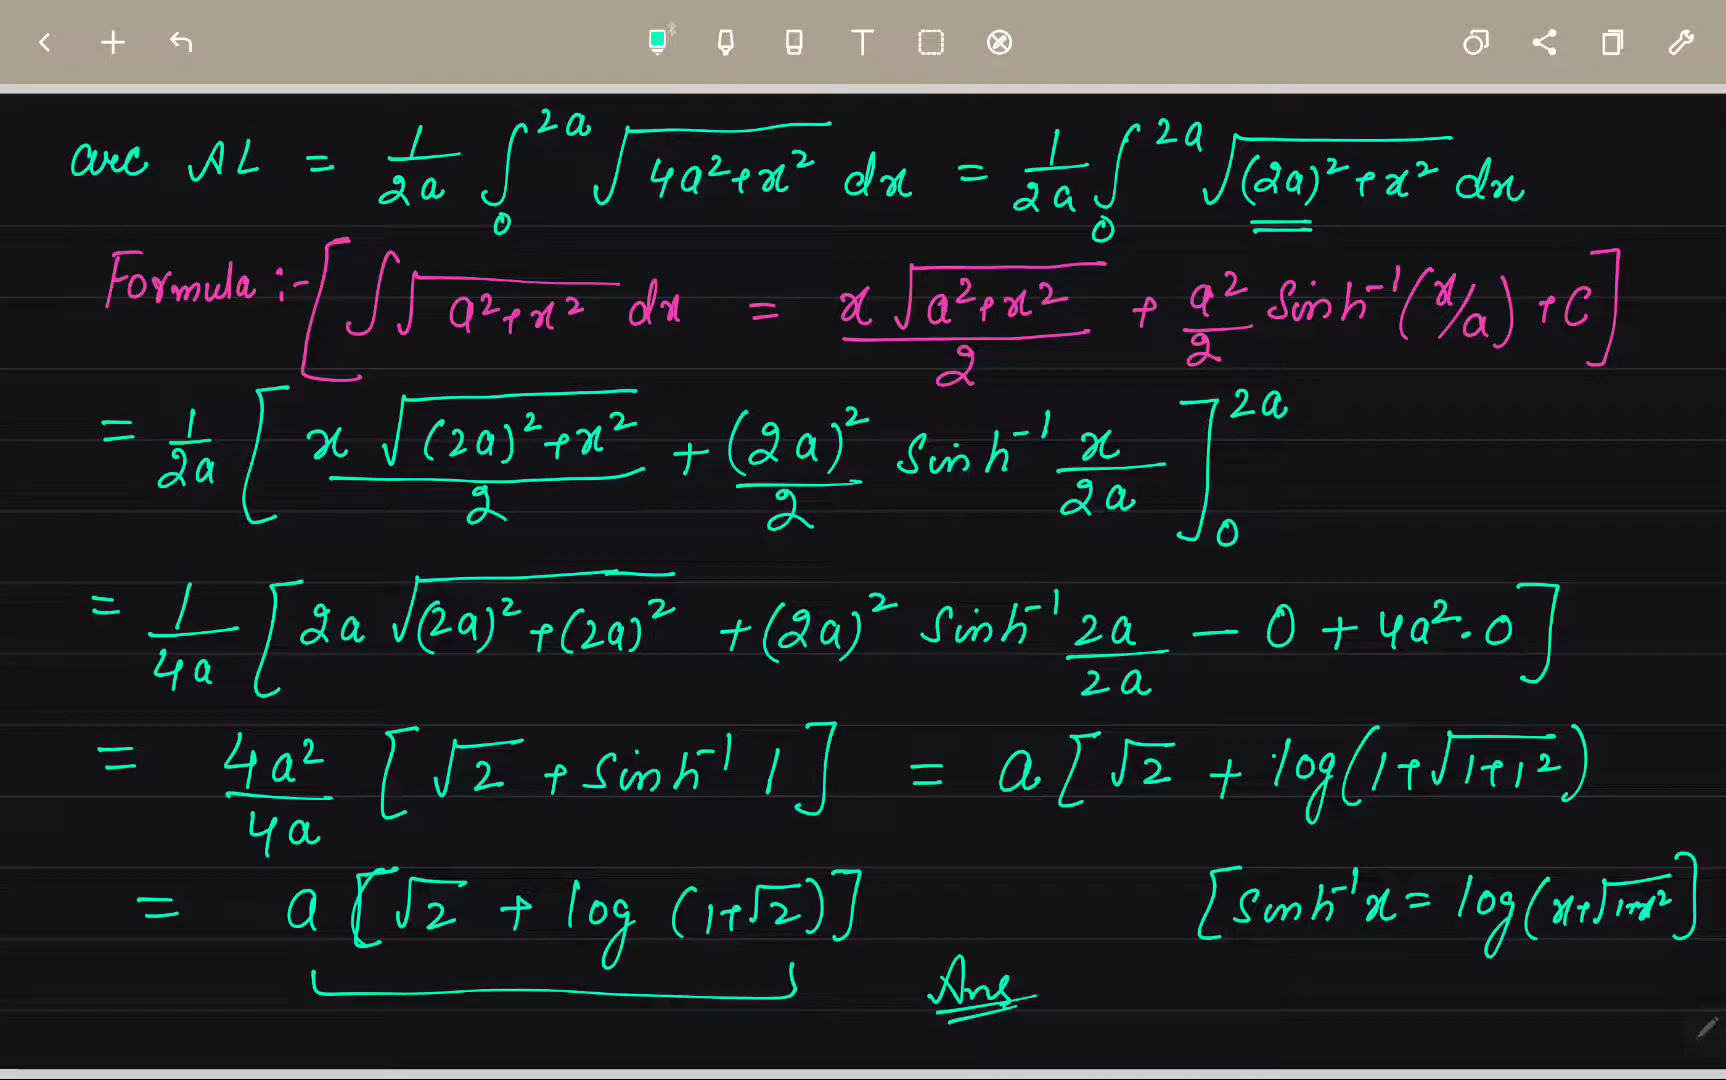 arc AL = 1/2a ∫₀^2a √(4a²+x²) dx = 1/2a ∫₀^2a √((2a)²+x²) dx
Formula :- [∫√(a²+x²) dx = x√(a²+x²)/2 + a²/2 Sinh⁻¹(x/a) + C]
= 1/2a [x√((2a)²+x²)/2 + (2a)²/2 Sinh⁻¹ x/2a]₀^2a
= 1/4a [2a √((2a)²+(2a)²) + (2a)² Sinh⁻¹ 2a/2a − 0 + 4a².0]
= 4a²/4a [√2 + Sinh⁻¹ 1] = a [√2 + log(1+√(1+1²))
= a [√2 + log (1+√2)] [Sinh⁻¹x = log(x+√(1+x²)]
Ans